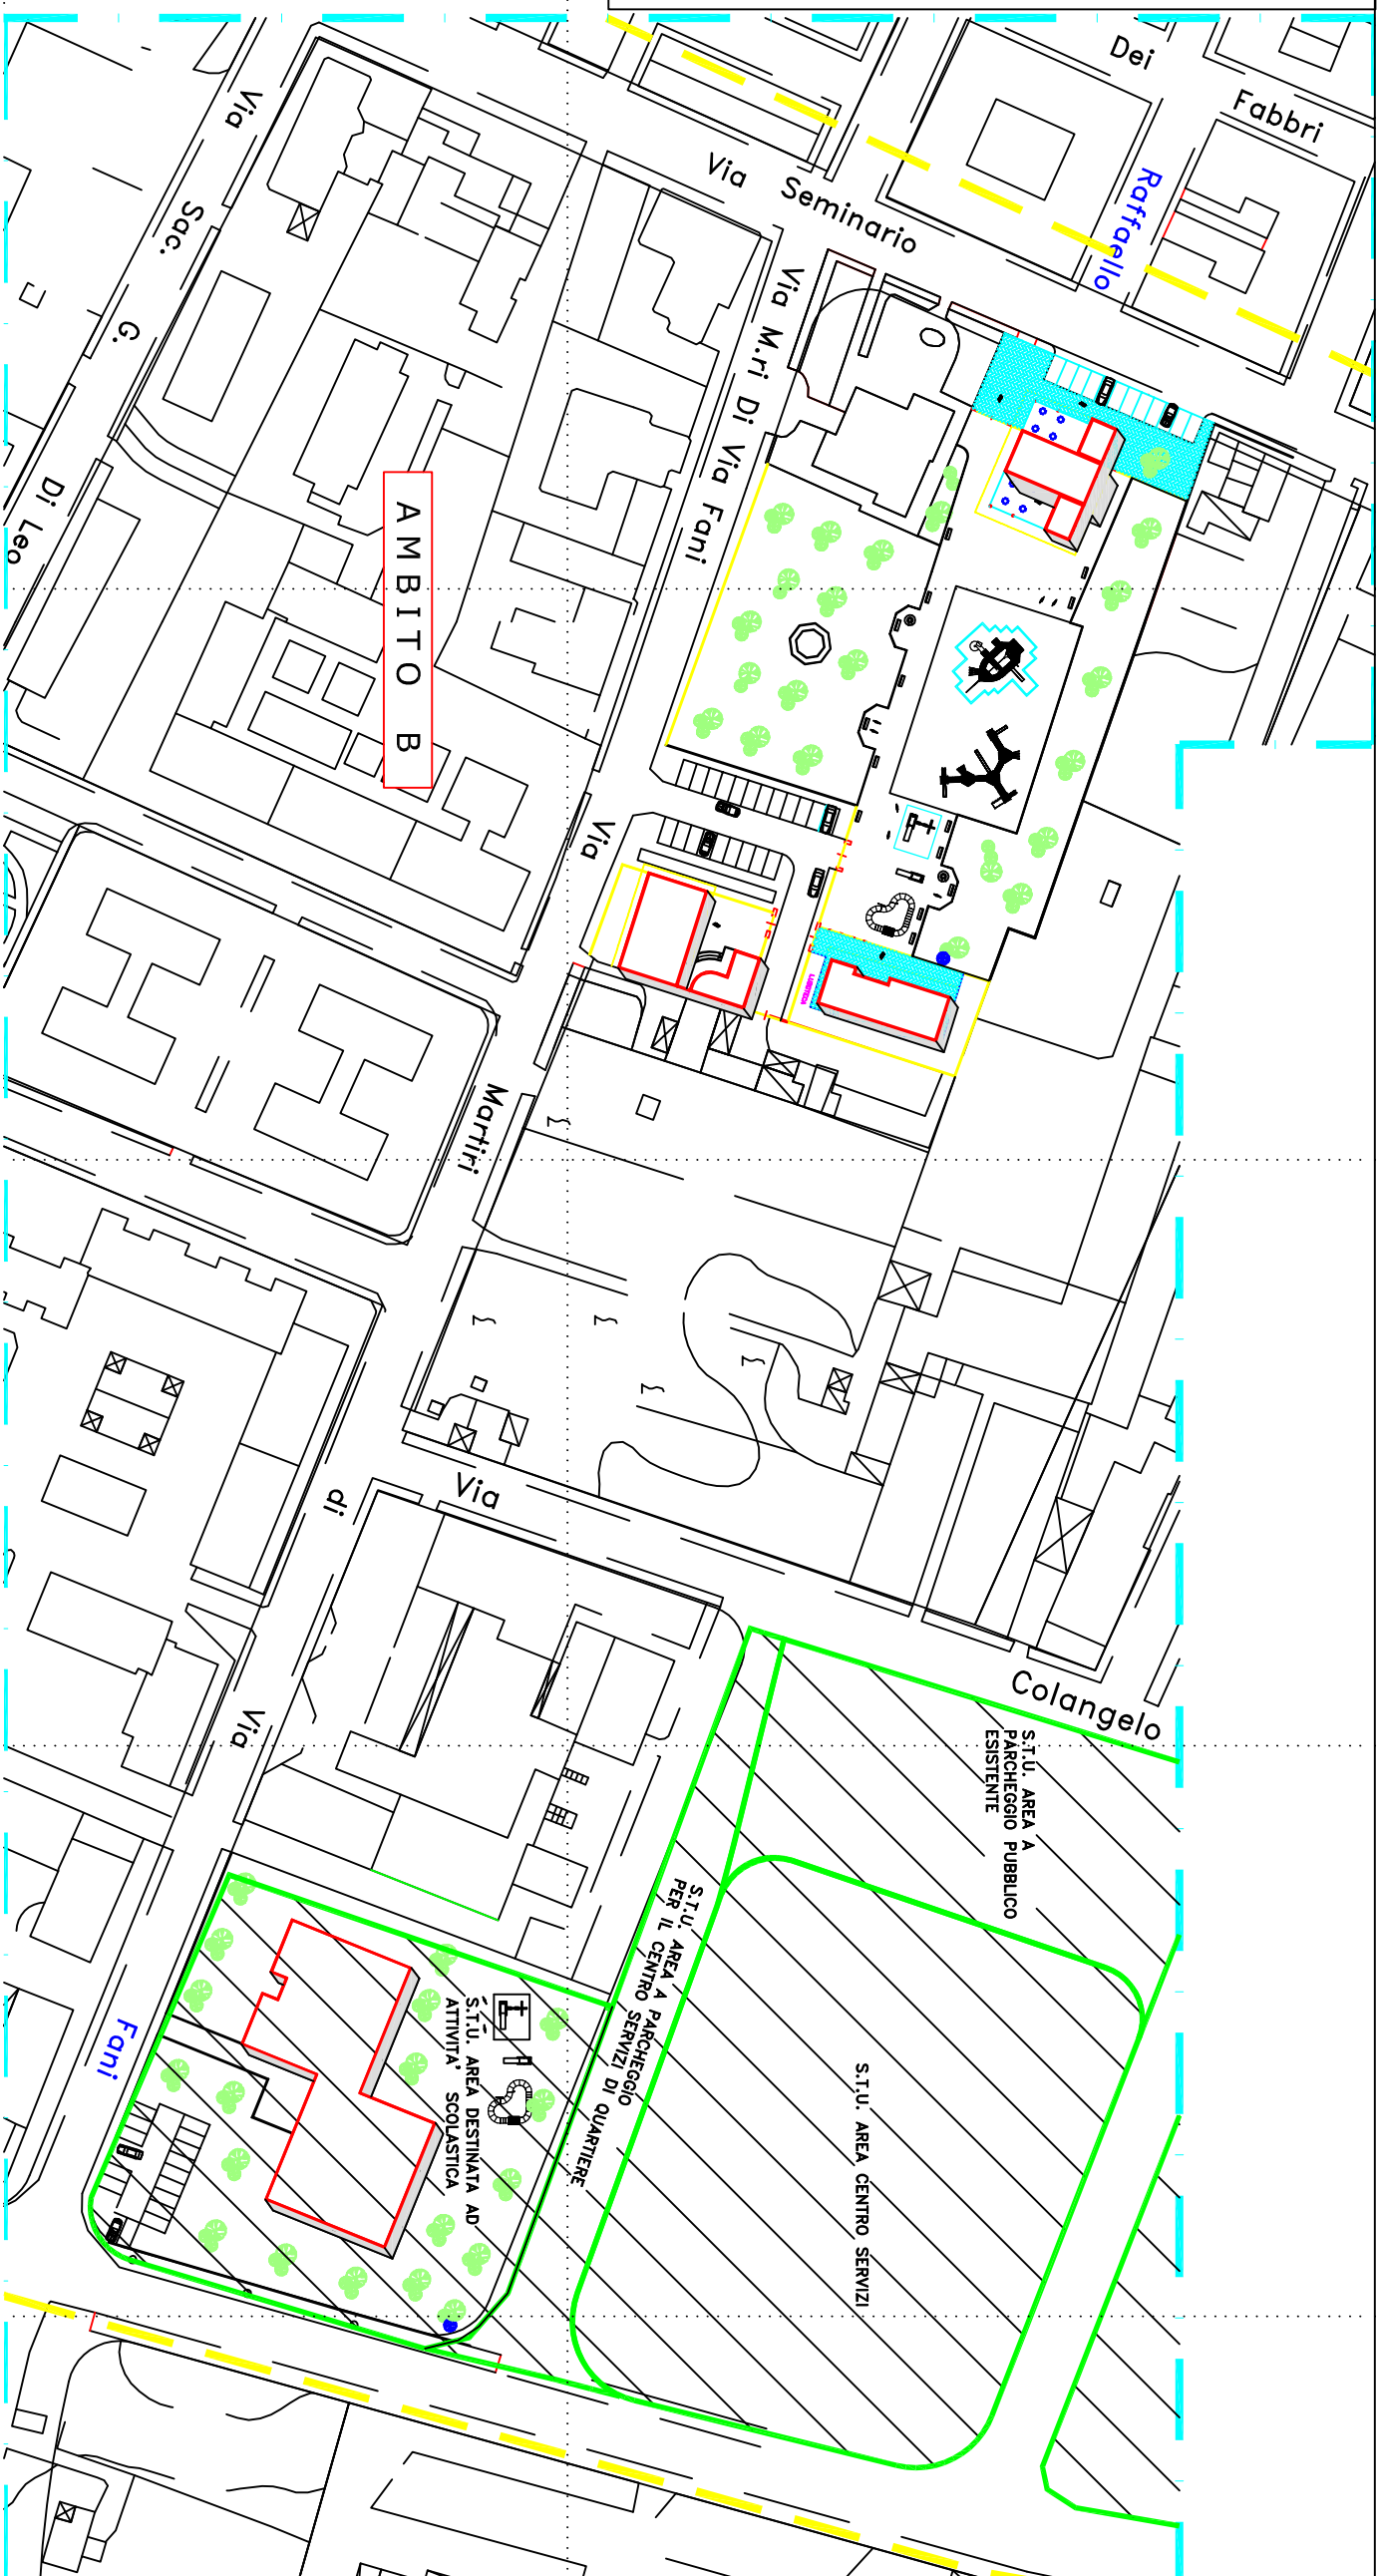 Dei
Fabbri
Raffaello
Via Seminario
Via M.ri Di Via Fani
Via Sac. G. Di Leo
AMBITO B
Via Martiri di Via Fani
Via Colangelo
S.T.U. AREA A
PARCHEGGIO PUBBLICO
ESISTENTE
S.T.U. AREA A PARCHEGGIO
PER IL CENTRO SERVIZI DI QUARTIERE
S.T.U. AREA CENTRO SERVIZI
S.T.U. AREA DESTINATA AD
ATTIVITA' SCOLASTICA